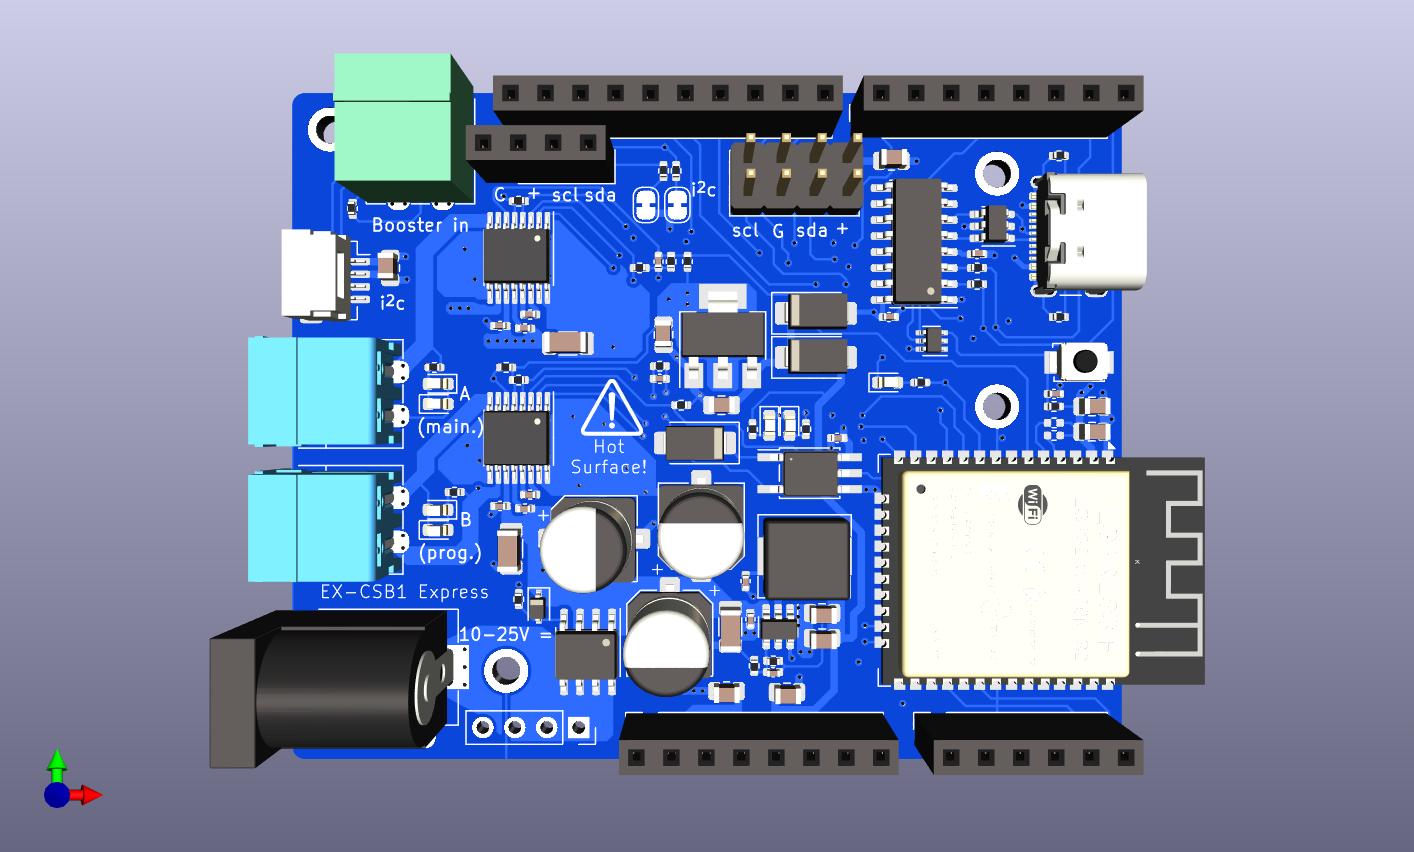 G + scl sda
i²c
scl G sda +
Booster in
i²c
A
(main.)
Hot
Surface!
B
(prog.)
+
+
+
EX-CSB1 Express
10-25V =
WiFi